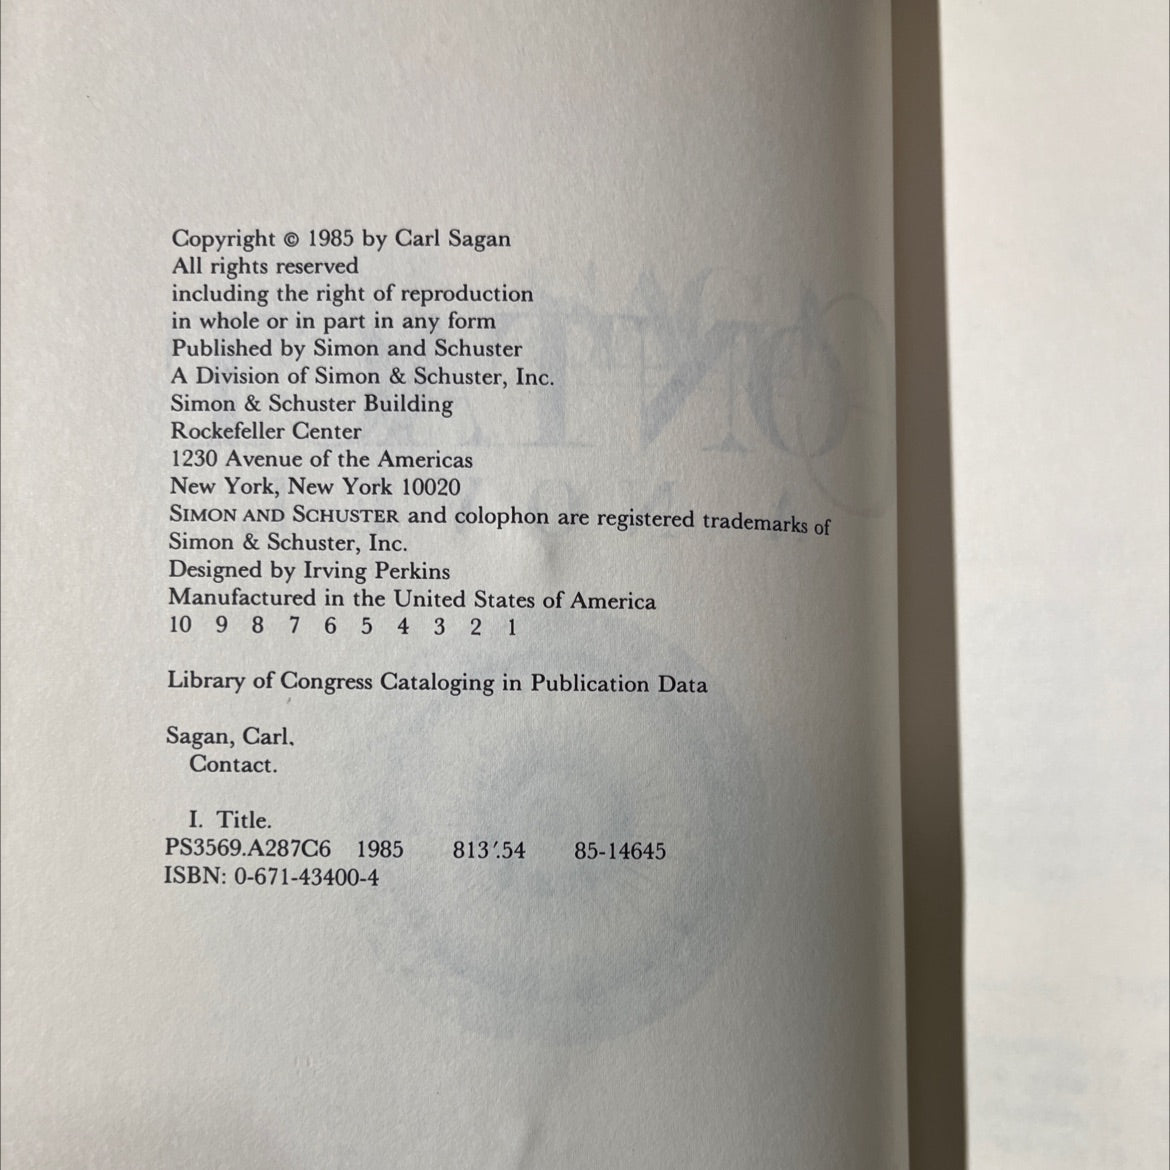 Copyright © 1985 by Carl Sagan
All rights reserved
including the right of reproduction
in whole or in part in any form
Published by Simon and Schuster
A Division of Simon & Schuster, Inc.
Simon & Schuster Building
Rockefeller Center
1230 Avenue of the Americas
New York, New York 10020
SIMON AND SCHUSTER and colophon are registered trademarks of
Simon & Schuster, Inc.
Designed by Irving Perkins
Manufactured in the United States of America
10 9 8 7 6 5 4 3 2 1
Library of Congress Cataloging in Publication Data
Sagan, Carl.
Contact.
I. Title.
PS3569.A287C6 1985 813'.54 85-14645
ISBN: 0-671-43400-4